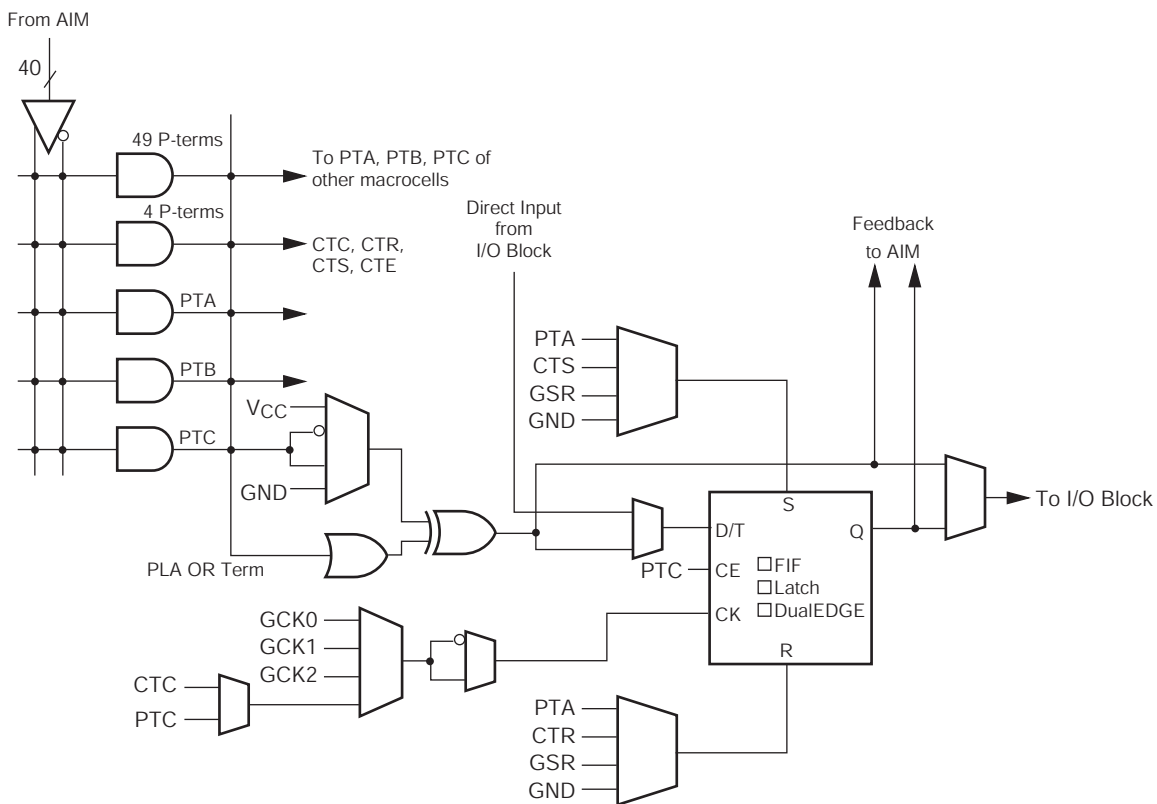 From AIM
40
49 P-terms
To PTA, PTB, PTC of
other macrocells
4 P-terms
CTC, CTR,
CTS, CTE
Direct Input
from
I/O Block
Feedback
to AIM
PTA
PTB
PTC
VCC
GND
PTA
CTS
GSR
GND
PLA OR Term
D/T
S
Q
PTC
CE
FIF
Latch
DualEDGE
CK
R
To I/O Block
GCK0
GCK1
GCK2
CTC
PTC
PTA
CTR
GSR
GND